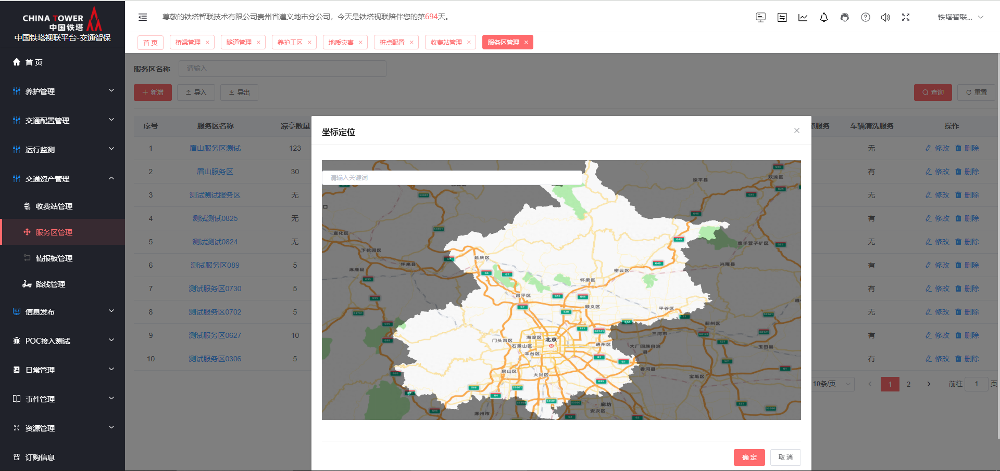 CHINA TOWER
中国铁塔
中国铁塔视联平台-交通智保
首 页
养护管理
交通配置管理
运行监测
交通资产管理
收费站管理
服务区管理
情报板管理
路线管理
信息发布
POC接入测试
日常管理
事件管理
资源管理
订购信息
尊敬的铁塔智联技术有限公司贵州省遵义地市分公司，今天是铁塔视联陪伴您的第694天。
铁塔智联...
首 页 桥梁管理 × 隧道管理 × 养护工区 × 地质灾害 × 桩点配置 × 收费站管理 × 服务区管理 ×
服务区名称 请输入
+ 新增 导入 导出 查询 重置
序号 服务区名称 凉亭数量 修服务 车辆清洗服务 操作
1 眉山服务区测试 123 无 修改 删除
2 眉山服务区 30 有 修改 删除
3 测试测试服务区 无 无 修改 删除
4 测试测试0825 无 有 修改 删除
5 测试测试0824 无 无 修改 删除
6 测试服务区089 5 有 修改 删除
7 测试服务区0730 5 有 修改 删除
8 测试服务区0702 5 无 修改 删除
9 测试服务区0627 10 有 修改 删除
10 测试服务区0306 5 有 修改 删除
10条/页 1 2 前往 1 页
坐标定位
请输入关键词
滦平县
双滦区
宣化区
下花园区
怀来县
延庆区
涿鹿县
密云区
兴隆县
鹰手营子矿区
怀柔区
昌平区
顺义区
平谷区
蓟州区
三河市
门头沟区
海淀区
北京
石景山区
丰台区
通州区
大厂回族自治县
玉田县
香河县
房山区
大兴区
宝坻区
廊坊
安次区
涿州市
G45
G6
G7
G45
G45
G45
G7
S28
S32
S51
G0121
G1
G1
G95
S66
S3501
G4
S3501
确 定 取 消